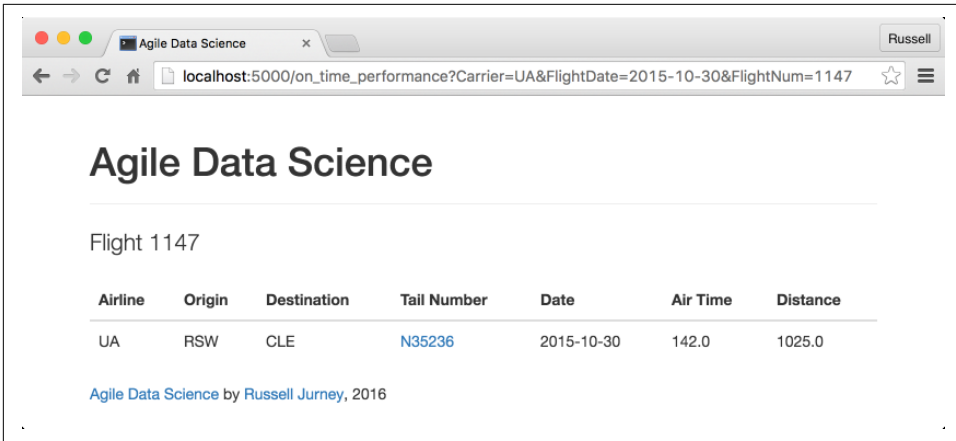 Agile Data Science
Russell
localhost:5000/on_time_performance?Carrier=UA&FlightDate=2015-10-30&FlightNum=1147
Agile Data Science
Flight 1147
Airline Origin Destination Tail Number Date Air Time Distance
UA RSW CLE N35236 2015-10-30 142.0 1025.0
Agile Data Science by Russell Jurney, 2016